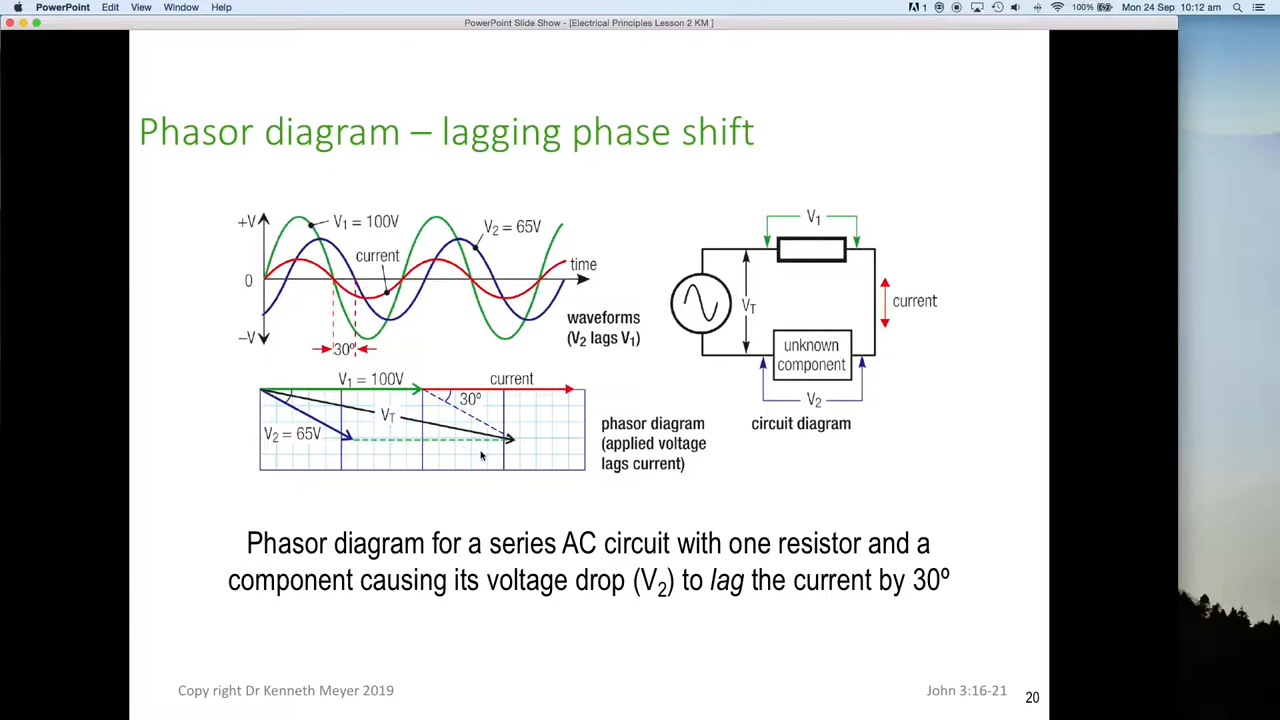 PowerPoint Edit View Window Help
1
100%
Mon 24 Sep 10:12 am
PowerPoint Slide Show - [Electrical Principles Lesson 2 KM ]
Phasor diagram – lagging phase shift
+V
V1 = 100V
V2 = 65V
current
time
0
–V
30º
waveforms
(V2 lags V1)
V1
VT
current
unknown
component
V2
circuit diagram
V1 = 100V
current
30º
VT
V2 = 65V
phasor diagram
(applied voltage
lags current)
Phasor diagram for a series AC circuit with one resistor and a
component causing its voltage drop (V2) to lag the current by 30º
Copy right Dr Kenneth Meyer 2019
John 3:16-21
20